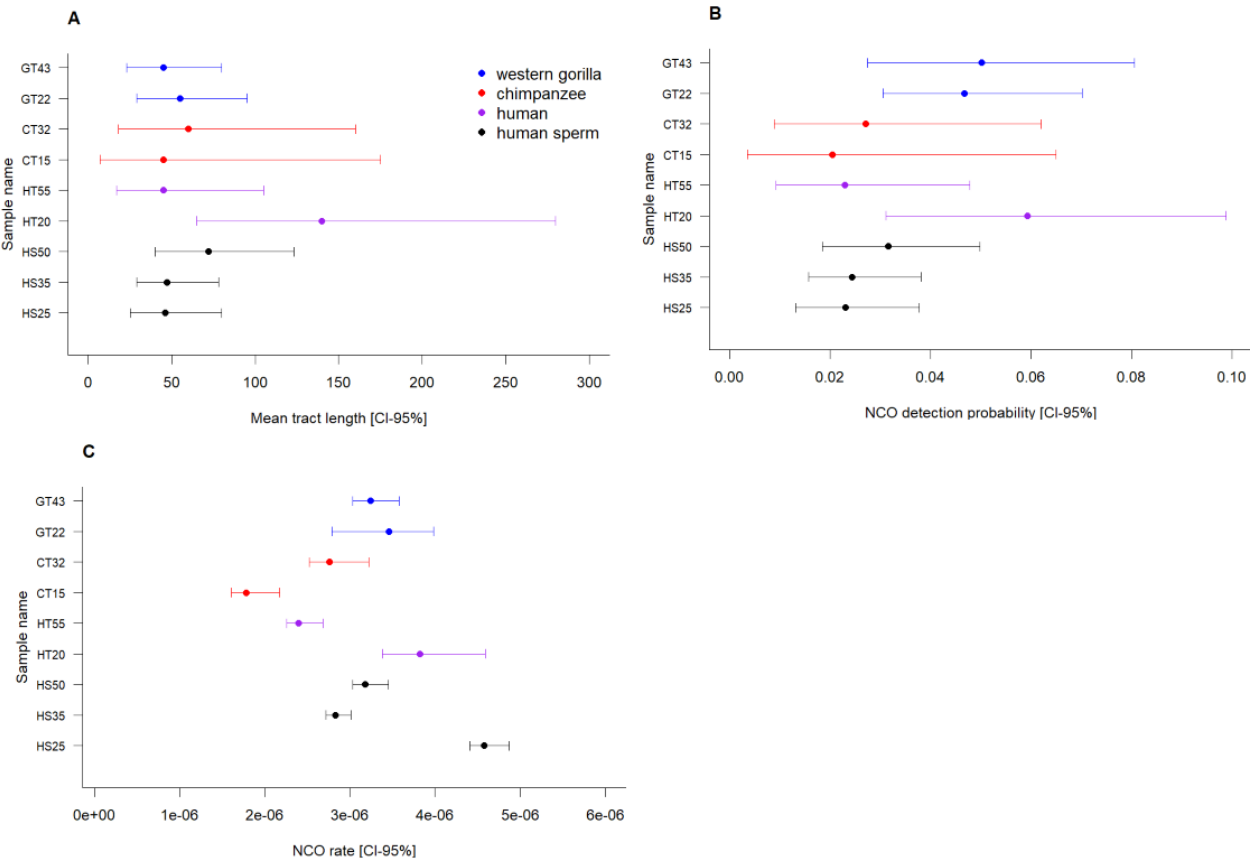 A
Sample name
GT43
GT22
CT32
CT15
HT55
HT20
HS50
HS35
HS25
western gorilla
chimpanzee
human
human sperm
0 50 100 150 200 250 300
Mean tract length [CI-95%]
B
Sample name
GT43
GT22
CT32
CT15
HT55
HT20
HS50
HS35
HS25
0.00 0.02 0.04 0.06 0.08 0.10
NCO detection probability [CI-95%]
C
Sample name
GT43
GT22
CT32
CT15
HT55
HT20
HS50
HS35
HS25
0e+00 1e-06 2e-06 3e-06 4e-06 5e-06 6e-06
NCO rate [CI-95%]